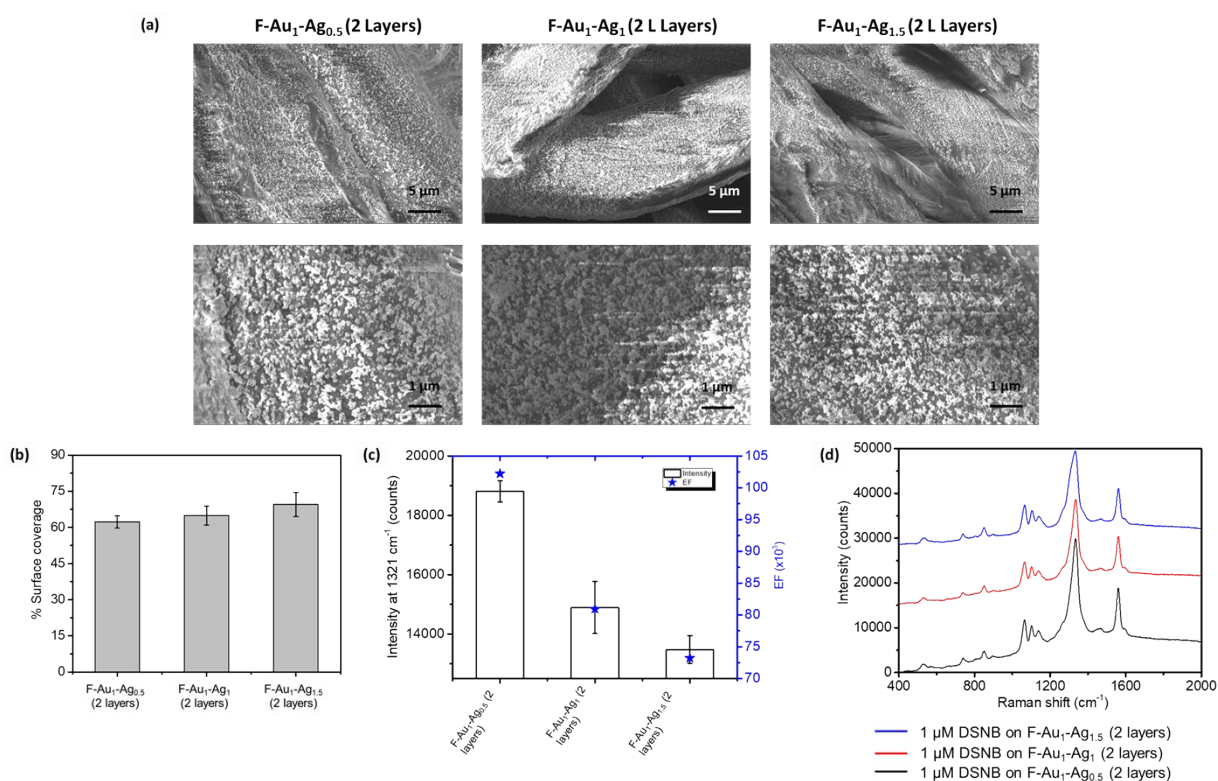 (a)
F-Au₁-Ag₀.₅ (2 Layers)
F-Au₁-Ag₁ (2 L Layers)
F-Au₁-Ag₁.₅ (2 L Layers)
5 µm
5 µm
5 µm
1 µm
1 µm
1 µm
(b)
% Surface coverage
90
75
60
45
30
15
0
F-Au₁-Ag₀.₅
(2 layers)
F-Au₁-Ag₁
(2 layers)
F-Au₁-Ag₁.₅
(2 layers)
(c)
Intensity at 1321 cm⁻¹ (counts)
20000
18000
16000
14000
Intensity
EF
105
100
95
90
85
80
75
70
EF (x10³)
F-Au₁-Ag₀.₅ (2
layers)
F-Au₁-Ag₁ (2
layers)
F-Au₁-Ag₁.₅ (2
layers)
(d)
Intensity (counts)
50000
40000
30000
20000
10000
0
400
800
1200
1600
2000
Raman shift (cm⁻¹)
1 µM DSNB on F-Au₁-Ag₁.₅ (2 layers)
1 µM DSNB on F-Au₁-Ag₁ (2 layers)
1 µM DSNB on F-Au₁-Ag₀.₅ (2 layers)